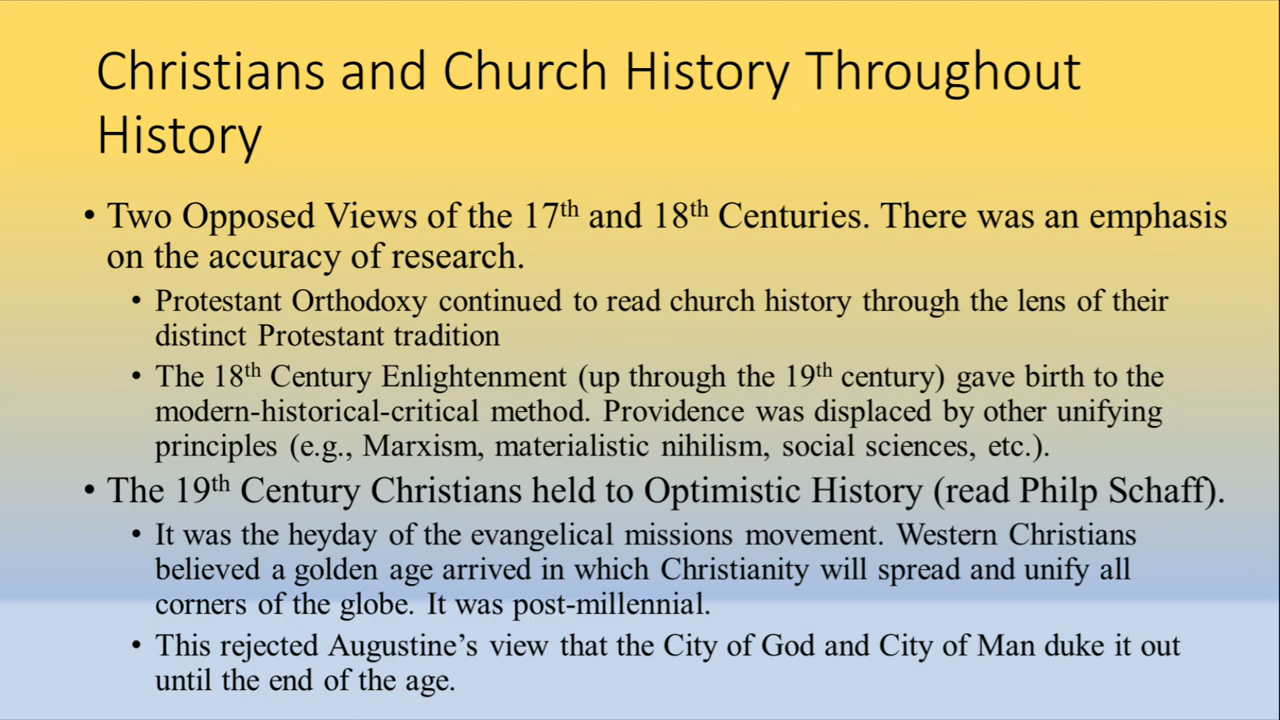 Christians and Church History Throughout
History
• Two Opposed Views of the 17th and 18th Centuries. There was an emphasis
on the accuracy of research.
• Protestant Orthodoxy continued to read church history through the lens of their
distinct Protestant tradition
• The 18th Century Enlightenment (up through the 19th century) gave birth to the
modern-historical-critical method. Providence was displaced by other unifying
principles (e.g., Marxism, materialistic nihilism, social sciences, etc.).
• The 19th Century Christians held to Optimistic History (read Philp Schaff).
• It was the heyday of the evangelical missions movement. Western Christians
believed a golden age arrived in which Christianity will spread and unify all
corners of the globe. It was post-millennial.
• This rejected Augustine’s view that the City of God and City of Man duke it out
until the end of the age.